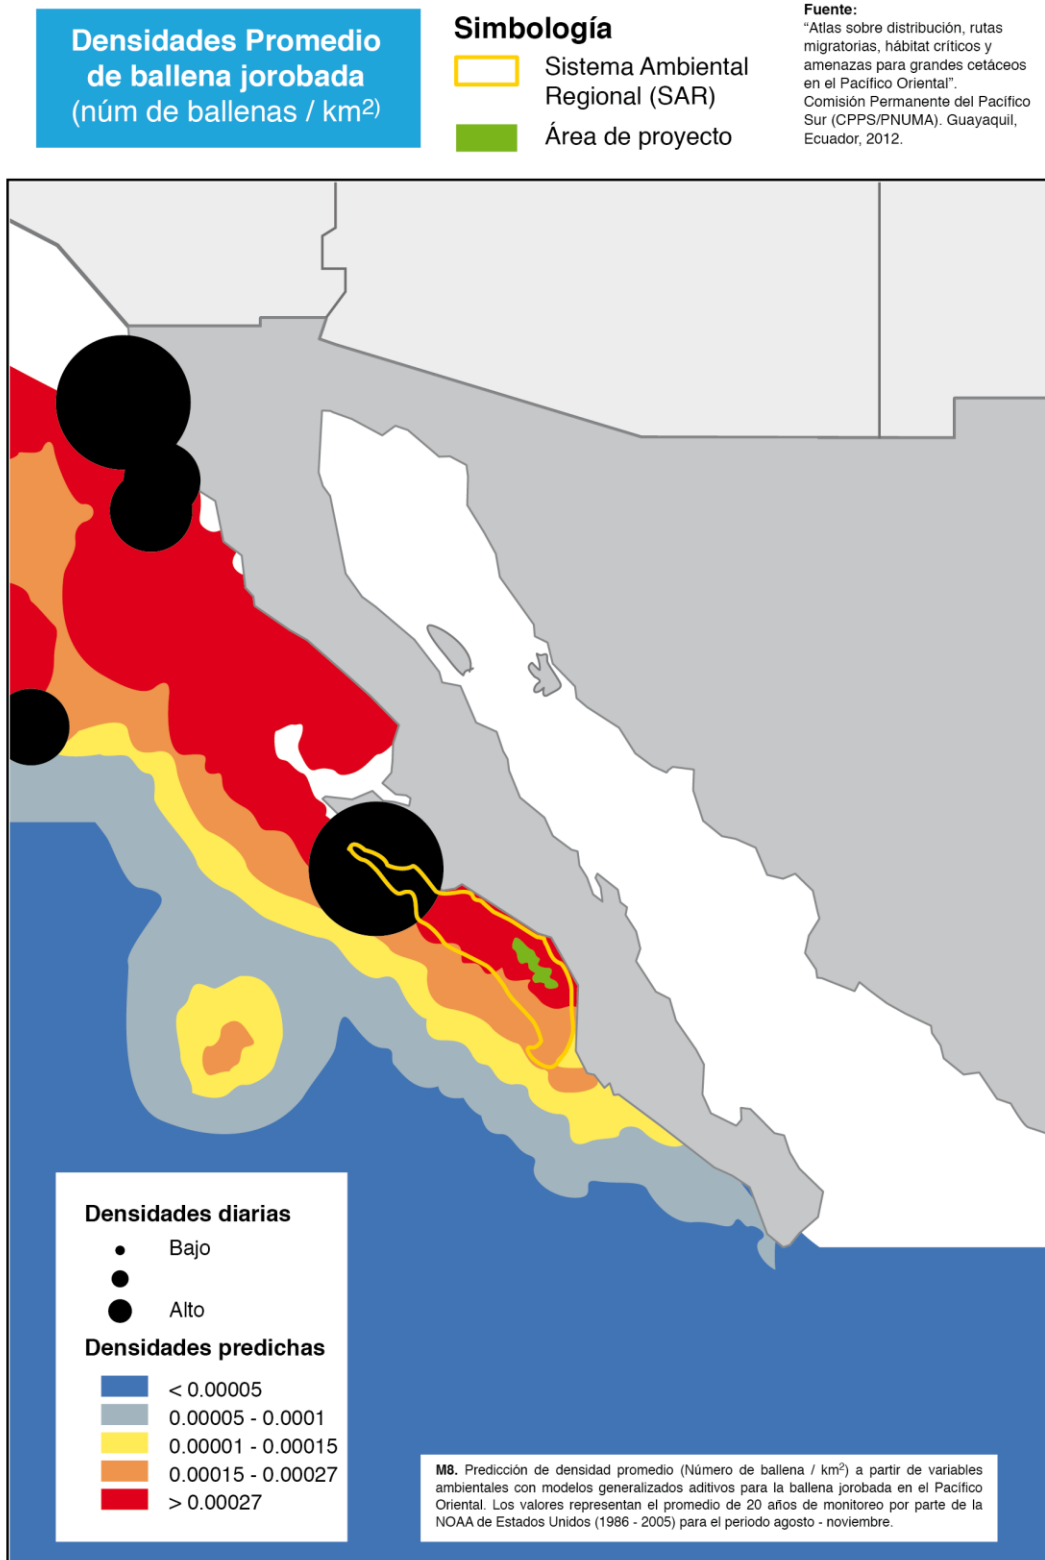 Densidades Promedio
de ballena jorobada
(núm de ballenas / km²)
Simbología
Sistema Ambiental
Regional (SAR)
Área de proyecto
Fuente:
“Atlas sobre distribución, rutas
migratorias, hábitat críticos y
amenazas para grandes cetáceos
en el Pacífico Oriental”.
Comisión Permanente del Pacífico
Sur (CPPS/PNUMA). Guayaquil,
Ecuador, 2012.
Densidades diarias
Bajo
Alto
Densidades predichas
< 0.00005
0.00005 - 0.0001
0.00001 - 0.00015
0.00015 - 0.00027
> 0.00027
M8. Predicción de densidad promedio (Número de ballena / km²) a partir de variables
ambientales con modelos generalizados aditivos para la ballena jorobada en el Pacífico
Oriental. Los valores representan el promedio de 20 años de monitoreo por parte de la
NOAA de Estados Unidos (1986 - 2005) para el periodo agosto - noviembre.